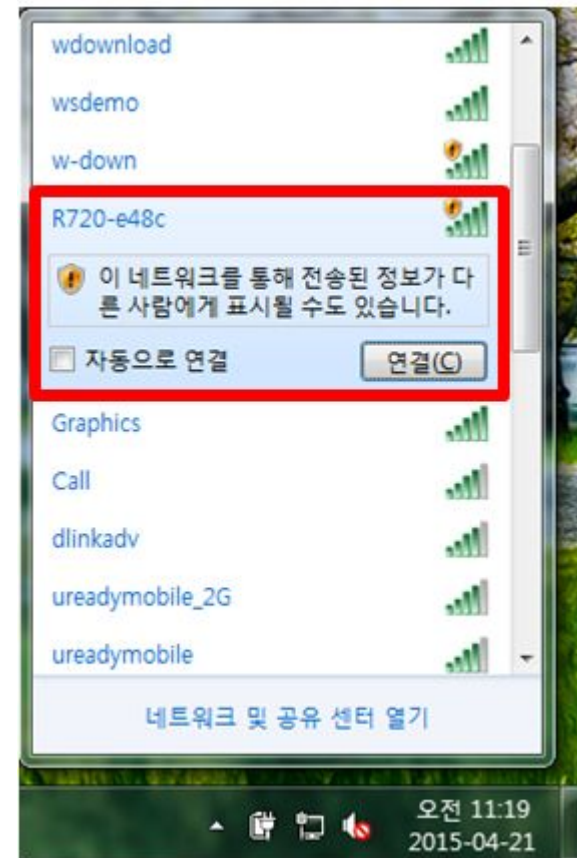 wdownload
wsdemo
w-down
R720-e48c
이 네트워크를 통해 전송된 정보가 다
른 사람에게 표시될 수도 있습니다.
자동으로 연결
연결(C)
Graphics
Call
dlinkadv
ureadymobile_2G
ureadymobile
네트워크 및 공유 센터 열기
오전 11:19
2015-04-21